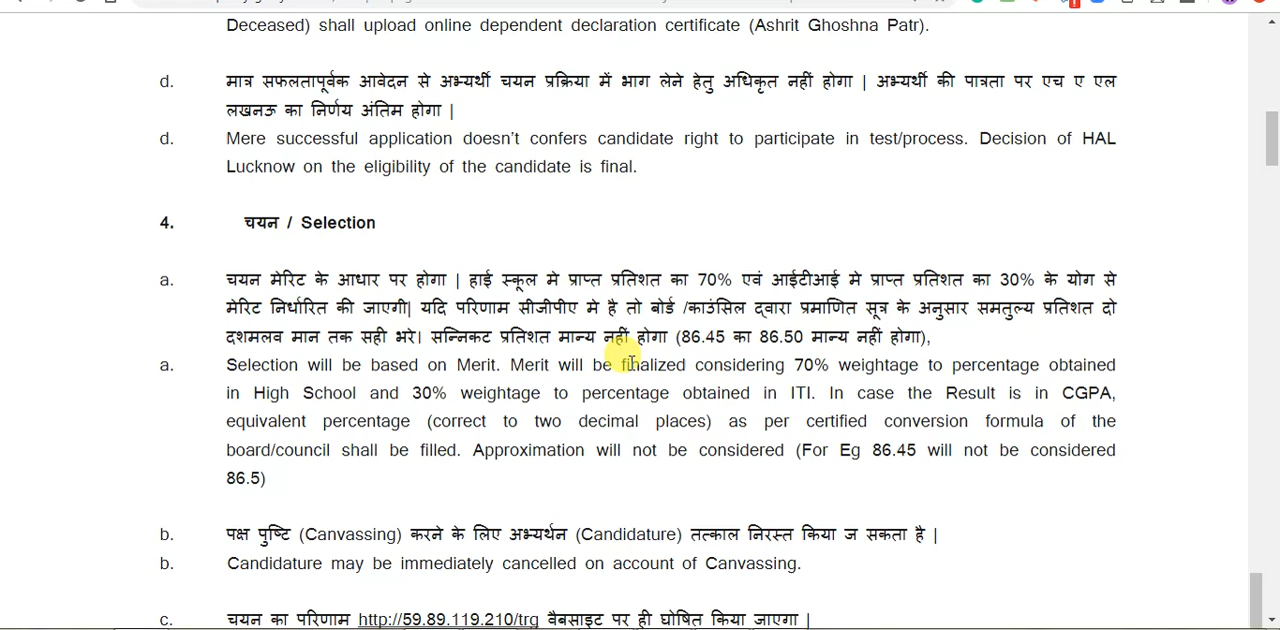 Deceased) shall upload online dependent declaration certificate (Ashrit Ghoshna Patr).
d. मात्र सफलतापूर्वक आवेदन से अभ्यर्थी चयन प्रक्रिया में भाग लेने हेतु अधिकृत नहीं होगा | अभ्यर्थी की पात्रता पर एच ए एल
लखनऊ का निर्णय अंतिम होगा |
d. Mere successful application doesn't confers candidate right to participate in test/process. Decision of HAL
Lucknow on the eligibility of the candidate is final.
4. चयन / Selection
a. चयन मेरिट के आधार पर होगा | हाई स्कूल मे प्राप्त प्रतिशत का 70% एवं आईटीआई मे प्राप्त प्रतिशत का 30% के योग से
मेरिट निर्धारित की जाएगी| यदि परिणाम सीजीपीए मे है तो बोर्ड /काउंसिल द्वारा प्रमाणित सूत्र के अनुसार समतुल्य प्रतिशत दो
दशमलव मान तक सही भरे। सन्निकट प्रतिशत मान्य नहीं होगा (86.45 का 86.50 मान्य नहीं होगा),
a. Selection will be based on Merit. Merit will be finalized considering 70% weightage to percentage obtained
in High School and 30% weightage to percentage obtained in ITI. In case the Result is in CGPA,
equivalent percentage (correct to two decimal places) as per certified conversion formula of the
board/council shall be filled. Approximation will not be considered (For Eg 86.45 will not be considered
86.5)
b. पक्ष पुष्टि (Canvassing) करने के लिए अभ्यर्थन (Candidature) तत्काल निरस्त किया ज सकता है |
b. Candidature may be immediately cancelled on account of Canvassing.
c. चयन का परिणाम http://59.89.119.210/trg वैबसाइट पर ही घोषित किया जाएगा |